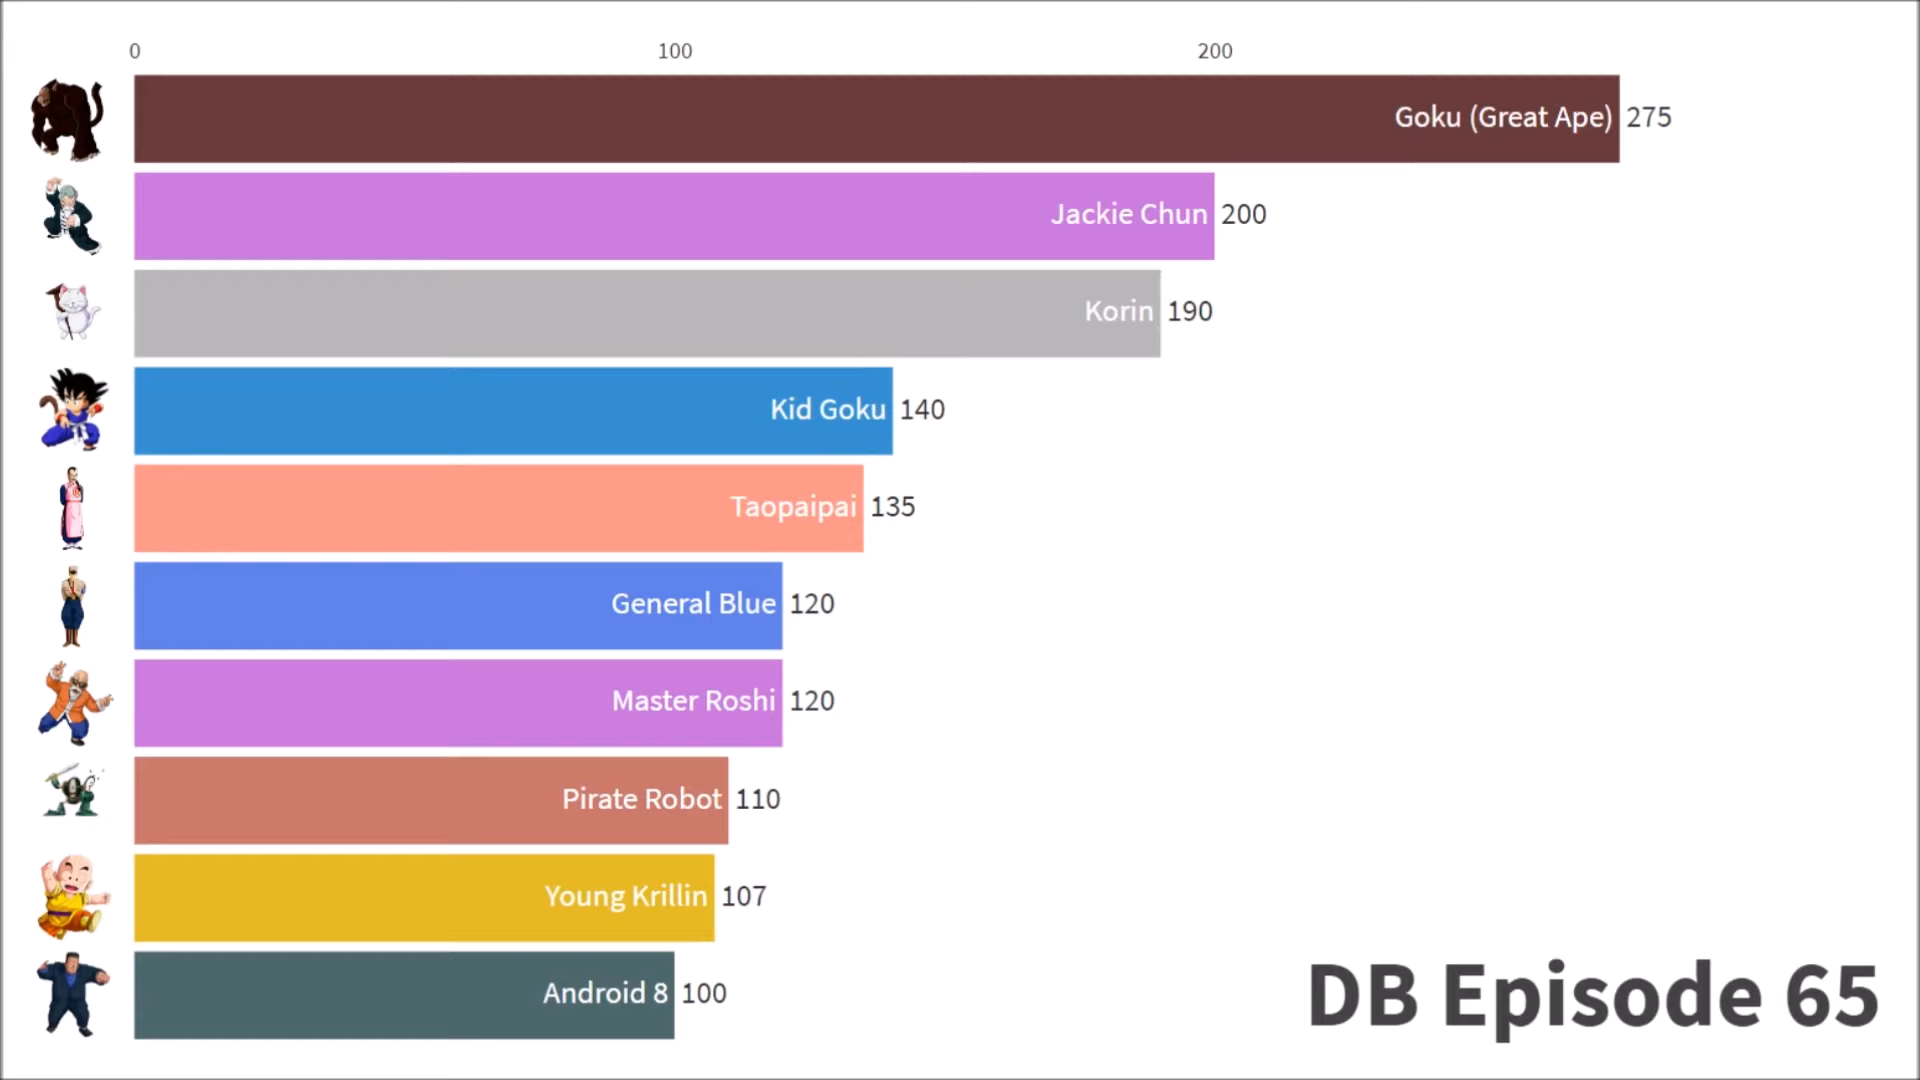 0 100 200
Goku (Great Ape) 275
Jackie Chun 200
Korin 190
Kid Goku 140
Taopaipai 135
General Blue 120
Master Roshi 120
Pirate Robot 110
Young Krillin 107
Android 8 100
DB Episode 65